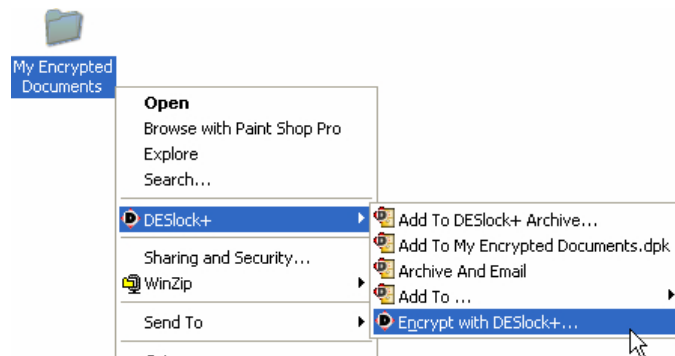 My Encrypted
Documents
Open
Browse with Paint Shop Pro
Explore
Search...
DESlock+
Sharing and Security...
WinZip
Send To
Add To DESlock+ Archive...
Add To My Encrypted Documents.dpk
Archive And Email
Add To ...
Encrypt with DESlock+...